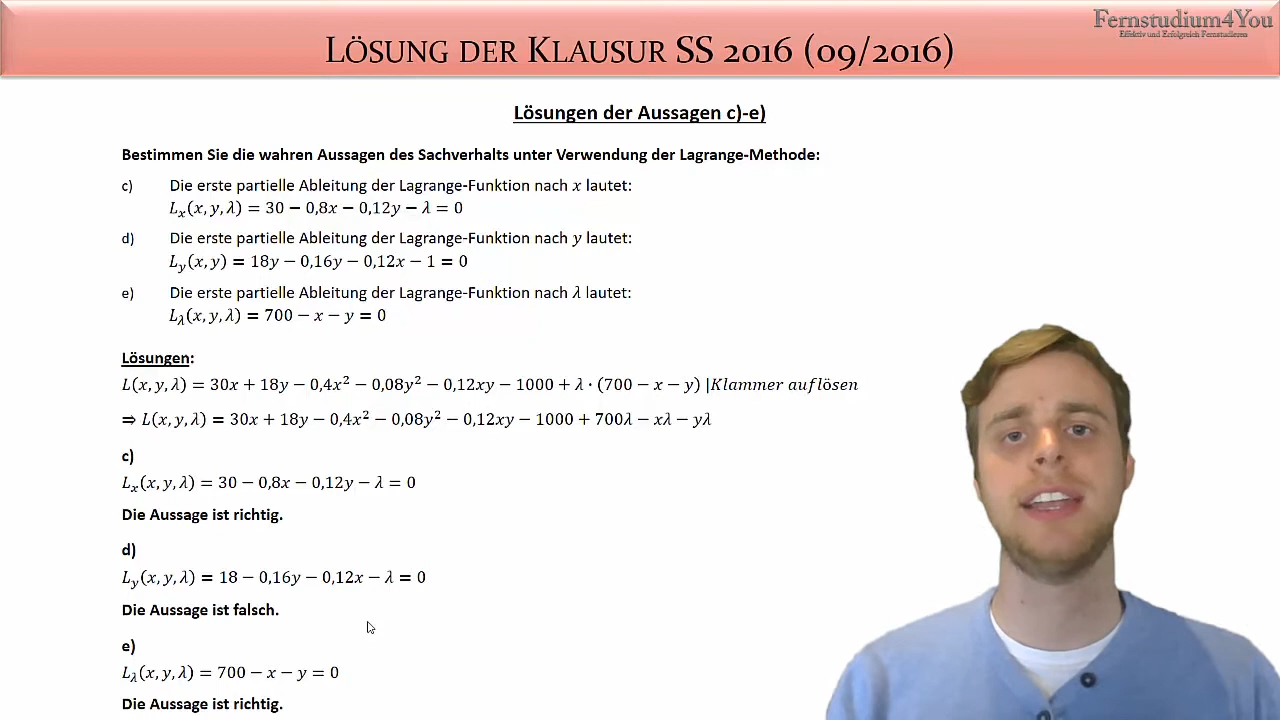 Fernstudium4You
Effektiv und Erfolgreich Fernstudieren
LÖSUNG DER KLAUSUR SS 2016 (09/2016)
Lösungen der Aussagen c)-e)
Bestimmen Sie die wahren Aussagen des Sachverhalts unter Verwendung der Lagrange-Methode:
c) Die erste partielle Ableitung der Lagrange-Funktion nach x lautet:
Lₓ(x, y, λ) = 30 − 0,8x − 0,12y − λ = 0
d) Die erste partielle Ableitung der Lagrange-Funktion nach y lautet:
L_y(x, y) = 18y − 0,16y − 0,12x − 1 = 0
e) Die erste partielle Ableitung der Lagrange-Funktion nach λ lautet:
L_λ(x, y, λ) = 700 − x − y = 0
Lösungen:
L(x, y, λ) = 30x + 18y − 0,4x² − 0,08y² − 0,12xy − 1000 + λ · (700 − x − y) |Klammer auflösen
⇒ L(x, y, λ) = 30x + 18y − 0,4x² − 0,08y² − 0,12xy − 1000 + 700λ − xλ − yλ
c)
Lₓ(x, y, λ) = 30 − 0,8x − 0,12y − λ = 0
Die Aussage ist richtig.
d)
L_y(x, y, λ) = 18 − 0,16y − 0,12x − λ = 0
Die Aussage ist falsch.
e)
L_λ(x, y, λ) = 700 − x − y = 0
Die Aussage ist richtig.